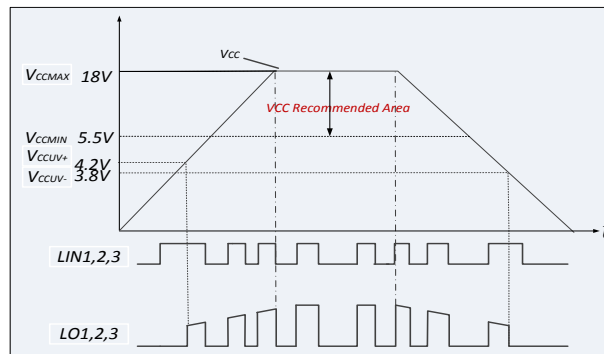 Vcc
VCCMAX 18V
VCC Recommended Area
VCCMIN 5.5V
VCCUV+ 4.2V
VCCUV- 3.8V
LIN1,2,3
LO1,2,3